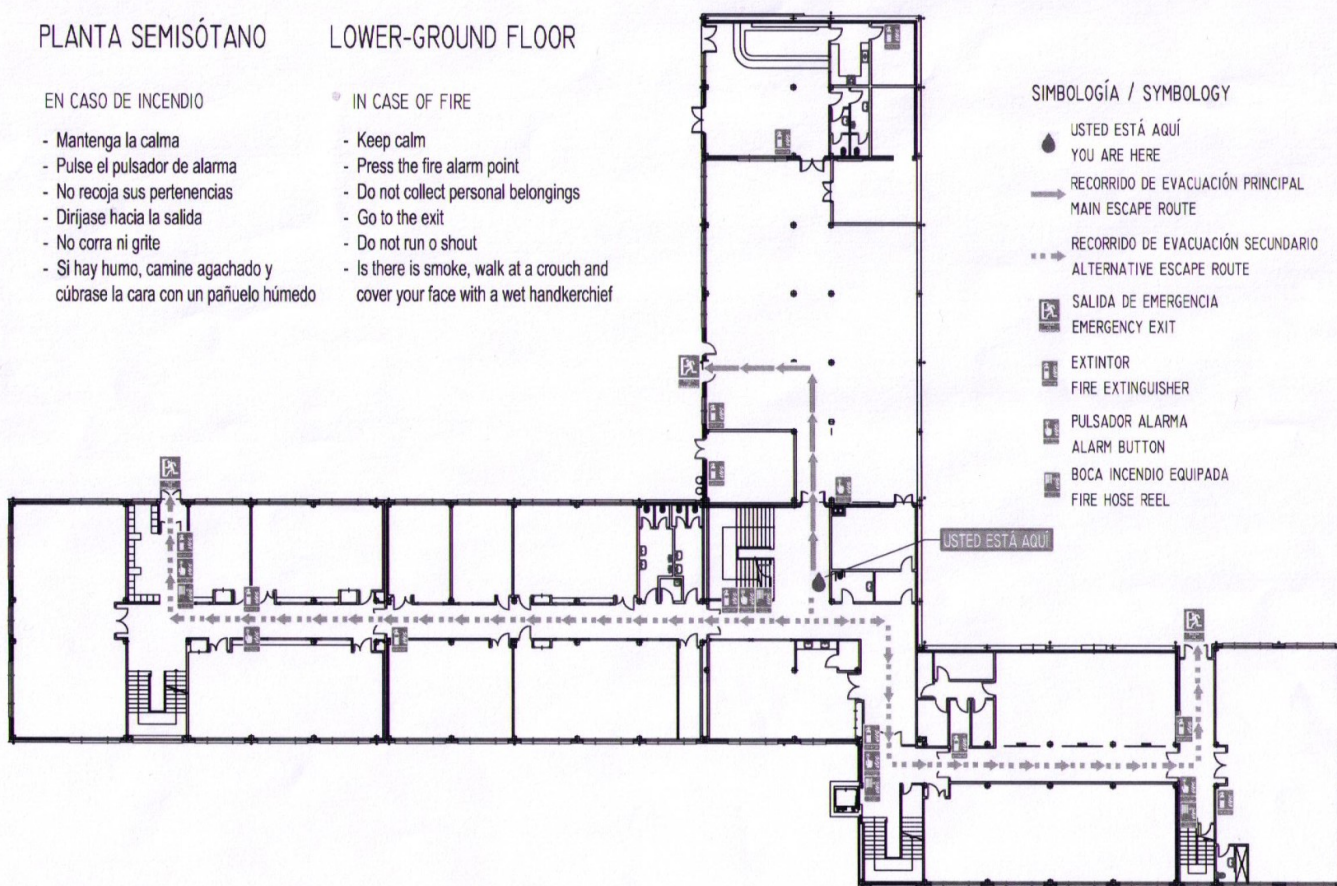 PLANTA SEMISÓTANO
EN CASO DE INCENDIO
- Mantenga la calma
- Pulse el pulsador de alarma
- No recoja sus pertenencias
- Diríjase hacia la salida
- No corra ni grite
- Si hay humo, camine agachado y
cúbrase la cara con un pañuelo húmedo
LOWER-GROUND FLOOR
IN CASE OF FIRE
- Keep calm
- Press the fire alarm point
- Do not collect personal belongings
- Go to the exit
- Do not run o shout
- Is there is smoke, walk at a crouch and
cover your face with a wet handkerchief
SIMBOLOGÍA / SYMBOLOGY
USTED ESTÁ AQUÍ
YOU ARE HERE
RECORRIDO DE EVACUACIÓN PRINCIPAL
MAIN ESCAPE ROUTE
RECORRIDO DE EVACUACIÓN SECUNDARIO
ALTERNATIVE ESCAPE ROUTE
SALIDA DE EMERGENCIA
EMERGENCY EXIT
EXTINTOR
FIRE EXTINGUISHER
PULSADOR ALARMA
ALARM BUTTON
BOCA INCENDIO EQUIPADA
FIRE HOSE REEL
USTED ESTÁ AQUÍ